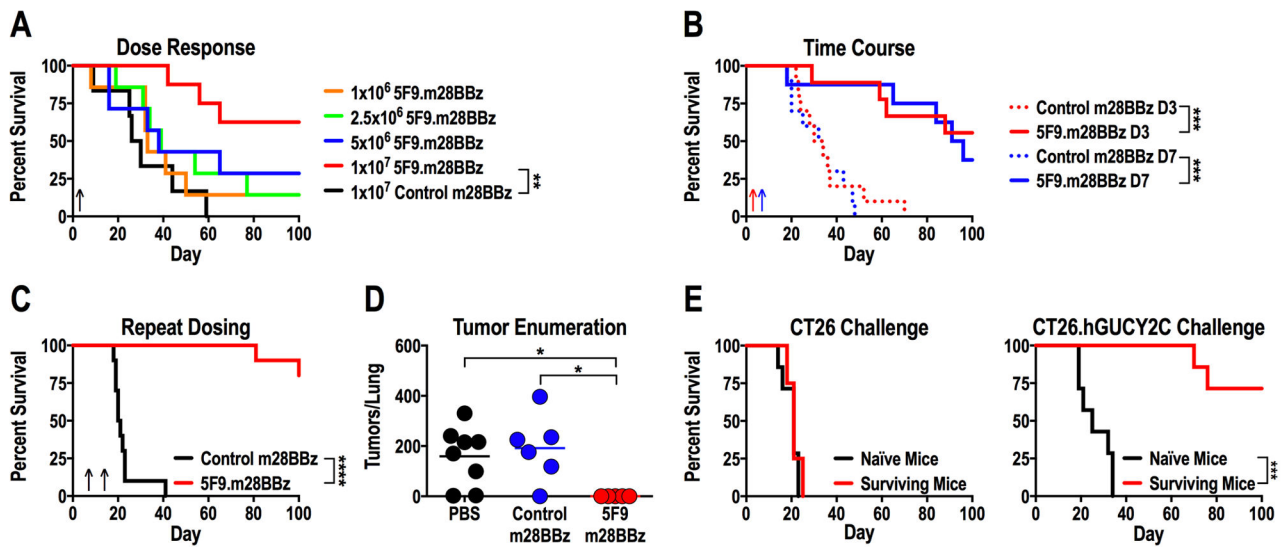 A
Dose Response
Percent Survival
100
75
50
25
0
0 20 40 60 80 100
Day
1x10⁶ 5F9.m28BBz
2.5x10⁶ 5F9.m28BBz
5x10⁶ 5F9.m28BBz
1x10⁷ 5F9.m28BBz
1x10⁷ Control m28BBz
**
B
Time Course
Percent Survival
100
75
50
25
0
0 20 40 60 80 100
Day
Control m28BBz D3
5F9.m28BBz D3
Control m28BBz D7
5F9.m28BBz D7
***
***
C
Repeat Dosing
Percent Survival
100
75
50
25
0
0 20 40 60 80 100
Day
Control m28BBz
5F9.m28BBz
****
D
Tumor Enumeration
Tumors/Lung
600
400
200
0
*
*
PBS
Control
m28BBz
5F9
m28BBz
E
CT26 Challenge
Percent Survival
100
75
50
25
0
0 20 40 60 80 100
Day
Naïve Mice
Surviving Mice
CT26.hGUCY2C Challenge
Percent Survival
100
75
50
25
0
0 20 40 60 80 100
Day
Naïve Mice
Surviving Mice
***